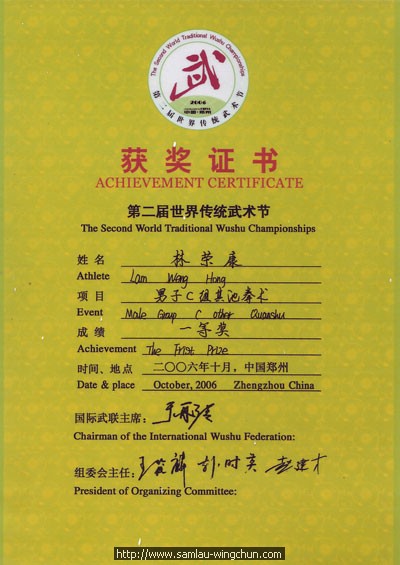 The Second World Traditional Wushu Championships
武
2006
中国·郑州
第二届世界传统武术节
获奖证书
ACHIEVEMENT CERTIFICATE
第二届世界传统武术节
The Second World Traditional Wushu Championships
姓名 林荣康
Athlete Lam Wang Hong
项目 男子C组其他拳术
Event Male Group C other Quanshu
成绩 一等奖
Achievement The Frist Prize
时间、地点 二〇〇六年十月,中国郑州
Date & place October, 2006 Zhengzhou China
国际武联主席:
Chairman of the International Wushu Federation:
组委会主任:
President of Organizing Committee:
http://www.samlau-wingchun.com